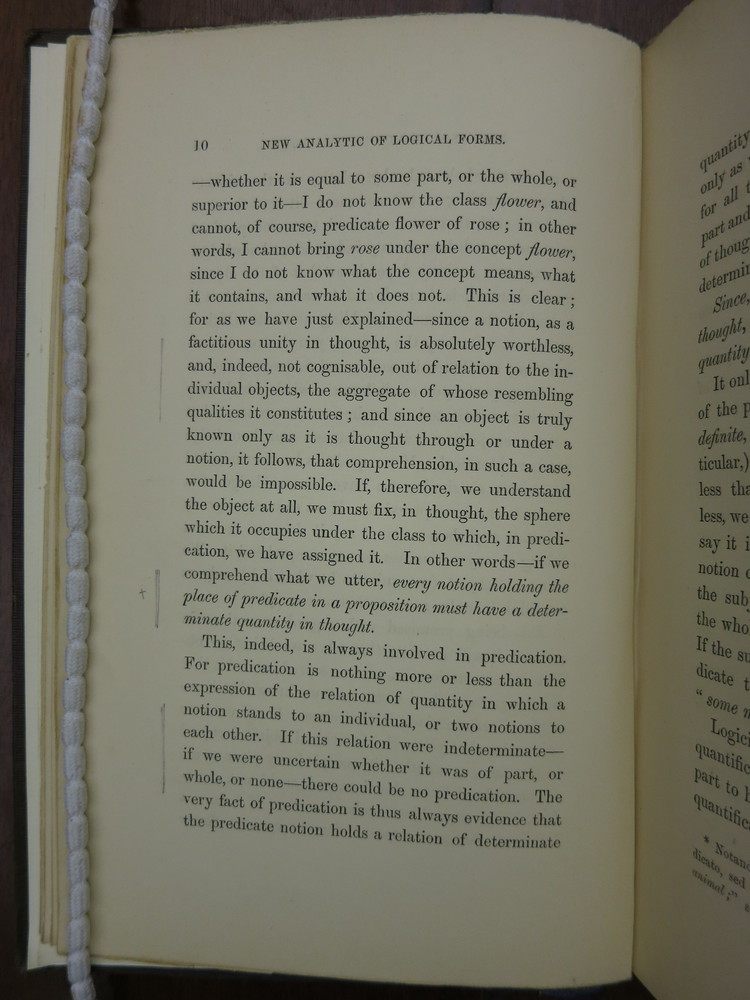 10 NEW ANALYTIC OF LOGICAL FORMS.
—whether it is equal to some part, or the whole, or
superior to it—I do not know the class flower, and
cannot, of course, predicate flower of rose ; in other
words, I cannot bring rose under the concept flower,
since I do not know what the concept means, what
it contains, and what it does not. This is clear ;
for as we have just explained—since a notion, as a
factitious unity in thought, is absolutely worthless,
and, indeed, not cognisable, out of relation to the in-
dividual objects, the aggregate of whose resembling
qualities it constitutes ; and since an object is truly
known only as it is thought through or under a
notion, it follows, that comprehension, in such a case,
would be impossible. If, therefore, we understand
the object at all, we must fix, in thought, the sphere
which it occupies under the class to which, in predi-
cation, we have assigned it. In other words—if we
comprehend what we utter, every notion holding the
place of predicate in a proposition must have a deter-
minate quantity in thought.
This, indeed, is always involved in predication.
For predication is nothing more or less than the
expression of the relation of quantity in which a
notion stands to an individual, or two notions to
each other. If this relation were indeterminate—
if we were uncertain whether it was of part, or
whole, or none—there could be no predication. The
very fact of predication is thus always evidence that
the predicate notion holds a relation of determinate
quantity
only as
for all
part and
of thoug
determin
Since,
thought,
quantity
It onl
of the p
definite,
ticular,)
less tha
less, we
say it i
notion
the sub
the who
If the su
dicate t
“ some n
Logici
quantific
part to
quantifica
* Notand
dicato, sed
animal ;”